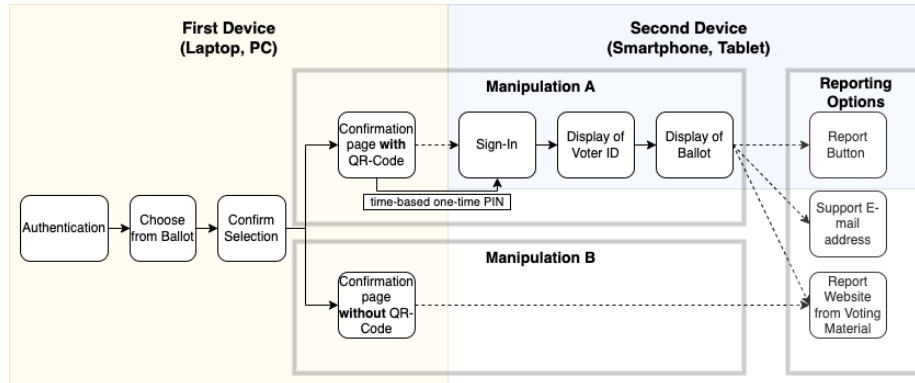 First Device
(Laptop, PC)
Second Device
(Smartphone, Tablet)
Manipulation A
Reporting
Options
Confirmation
page with
QR-Code
Sign-In
Display of
Voter ID
Display of
Ballot
Report
Button
time-based one-time PIN
Authentication
Choose
from Ballot
Confirm
Selection
Support E-
mail
address
Manipulation B
Confirmation
page
without QR-
Code
Report
Website
from Voting
Material